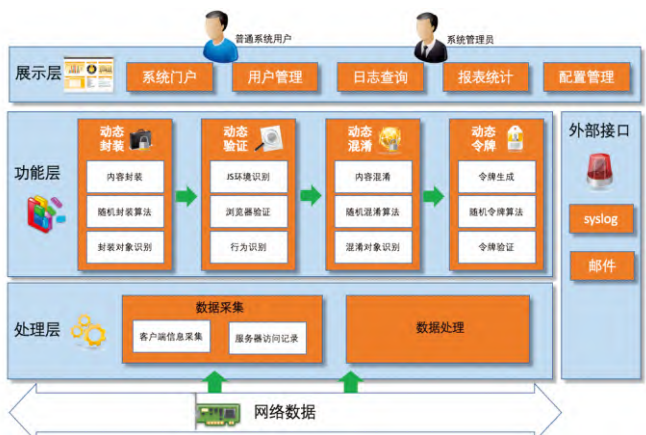 普通系统用户
系统管理员
展示层
系统门户
用户管理
日志查询
报表统计
配置管理
功能层
动态
封装
内容封装
随机封装算法
封装对象识别
动态
验证
JS环境识别
浏览器验证
行为识别
动态
混淆
内容混淆
随机混淆算法
混淆对象识别
动态
令牌
令牌生成
随机令牌算法
令牌验证
外部接口
syslog
邮件
处理层
数据采集
客户端信息采集
服务器访问记录
数据处理
网络数据